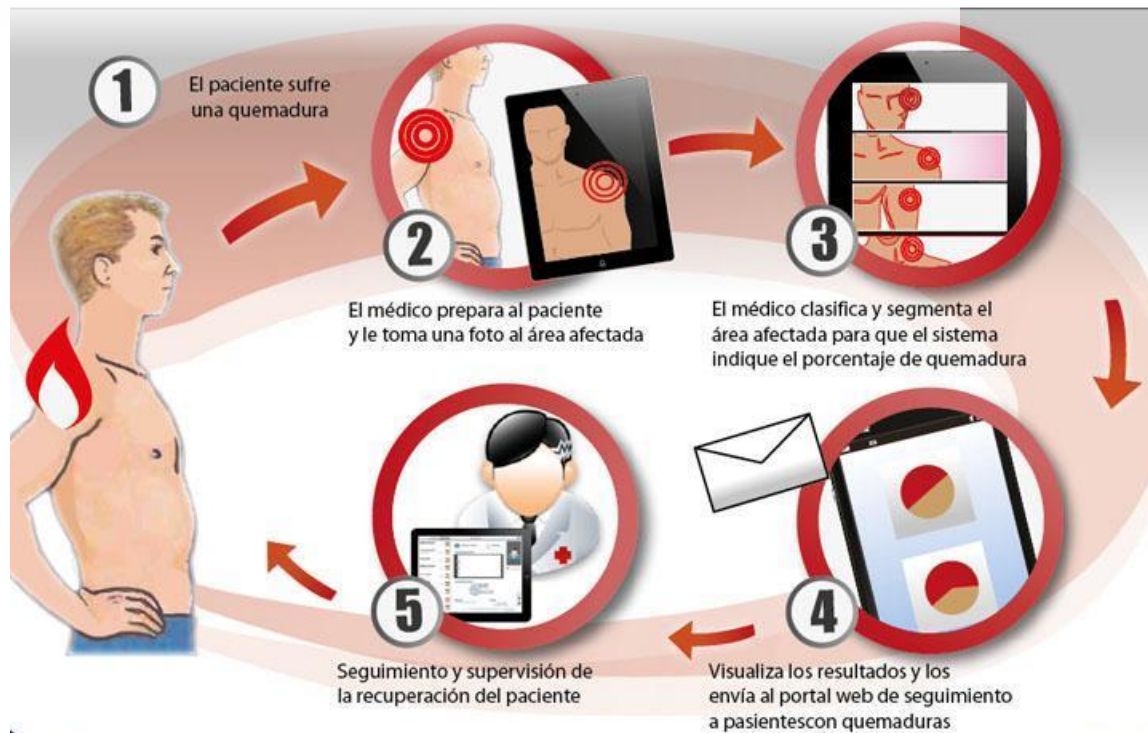 1
El paciente sufre
una quemadura
2
El médico prepara al paciente
y le toma una foto al área afectada
3
El médico clasifica y segmenta el
área afectada para que el sistema
indique el porcentaje de quemadura
4
Visualiza los resultados y los
envía al portal web de seguimiento
a pasientescon quemaduras
5
Seguimiento y supervisión de
la recuperación del paciente